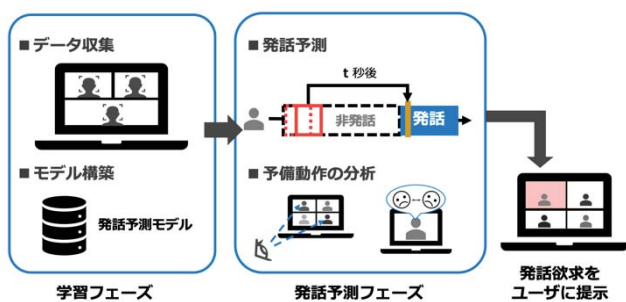 ■ データ収集
■ モデル構築
発話予測モデル
学習フェーズ
■ 発話予測
t 秒後
非発話
発話
■ 予備動作の分析
発話予測フェーズ
発話欲求を
ユーザに提示